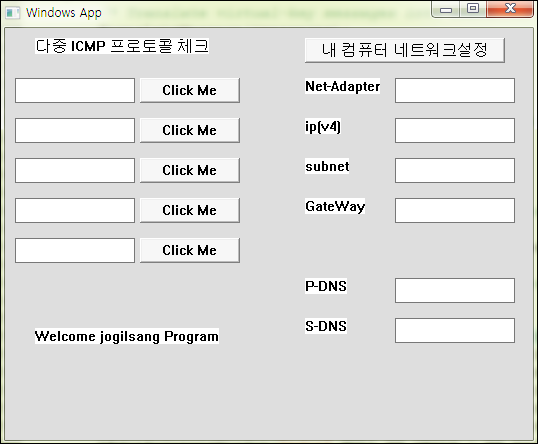 Windows App
다중 ICMP 프로토콜 체크
내 컴퓨터 네트워크설정
Click Me
Net-Adapter
Click Me
ip(v4)
Click Me
subnet
Click Me
GateWay
Click Me
P-DNS
S-DNS
Welcome jogilsang Program